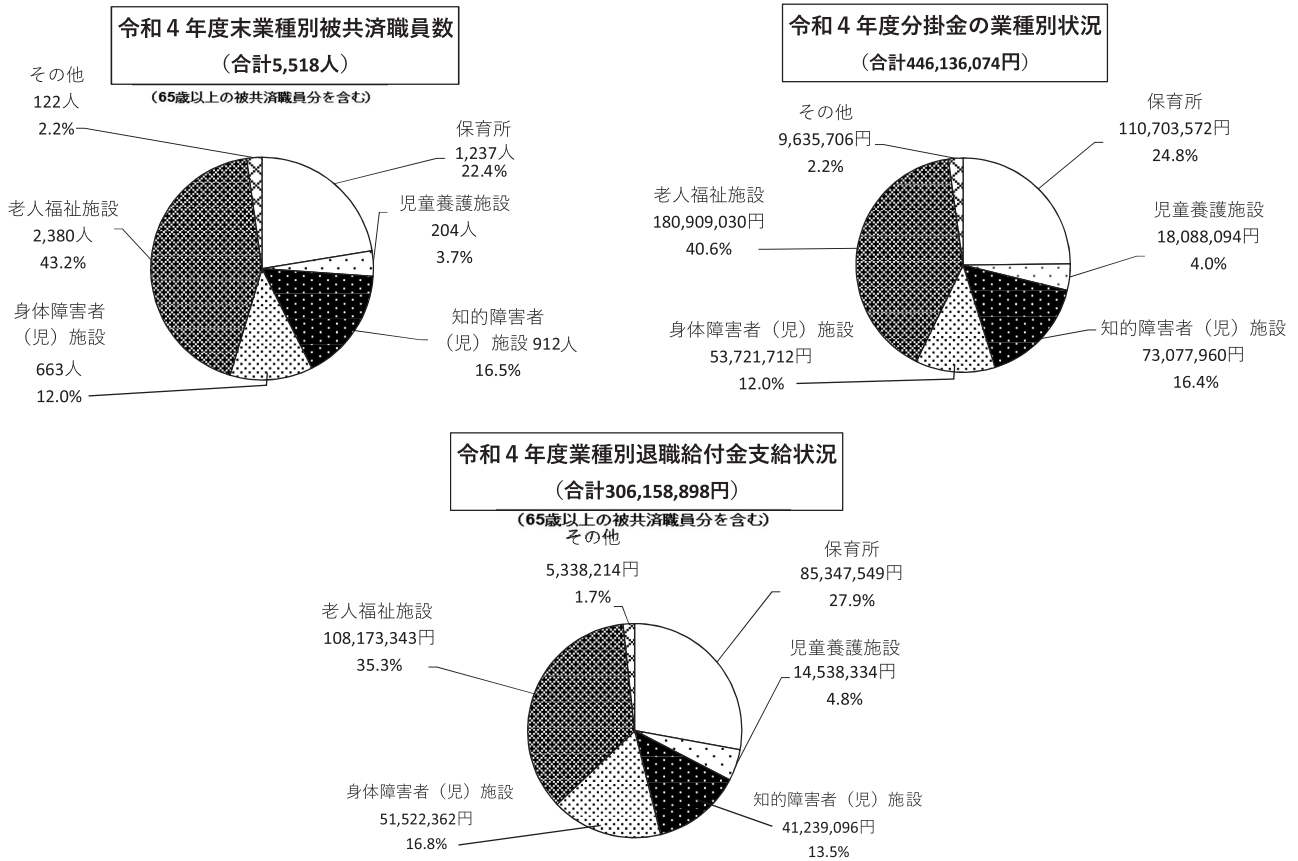 令和４年度末業種別被共済職員数
（合計5,518人）
（65歳以上の被共済職員分を含む）
その他
122人
2.2%
保育所
1,237人
22.4%
児童養護施設
204人
3.7%
知的障害者
（児）施設 912人
16.5%
身体障害者
（児）施設
663人
12.0%
老人福祉施設
2,380人
43.2%
令和４年度分掛金の業種別状況
（合計446,136,074円）
その他
9,635,706円
2.2%
保育所
110,703,572円
24.8%
児童養護施設
18,088,094円
4.0%
知的障害者（児）施設
73,077,960円
16.4%
身体障害者（児）施設
53,721,712円
12.0%
老人福祉施設
180,909,030円
40.6%
令和４年度業種別退職給付金支給状況
（合計306,158,898円）
（65歳以上の被共済職員分を含む）
その他
5,338,214円
1.7%
保育所
85,347,549円
27.9%
児童養護施設
14,538,334円
4.8%
知的障害者（児）施設
41,239,096円
13.5%
身体障害者（児）施設
51,522,362円
16.8%
老人福祉施設
108,173,343円
35.3%